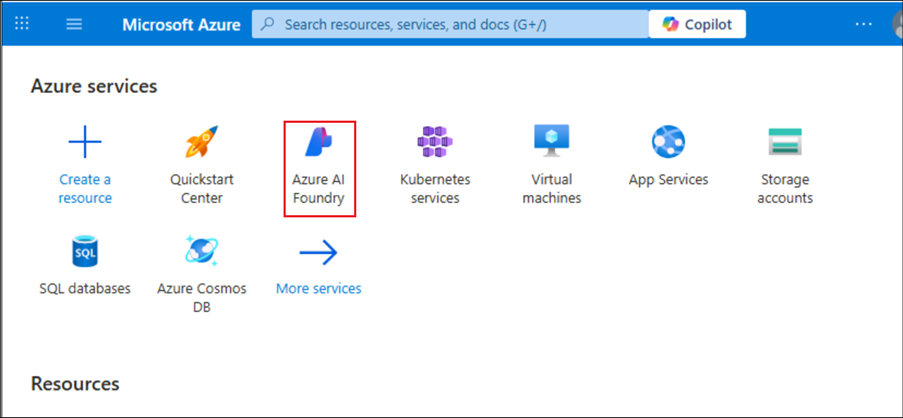 Microsoft Azure
Search resources, services, and docs (G+/)
Copilot
...
Azure services
Create a
resource
Quickstart
Center
Azure AI
Foundry
Kubernetes
services
Virtual
machines
App Services
Storage
accounts
SQL
SQL databases
Azure Cosmos
DB
More services
Resources